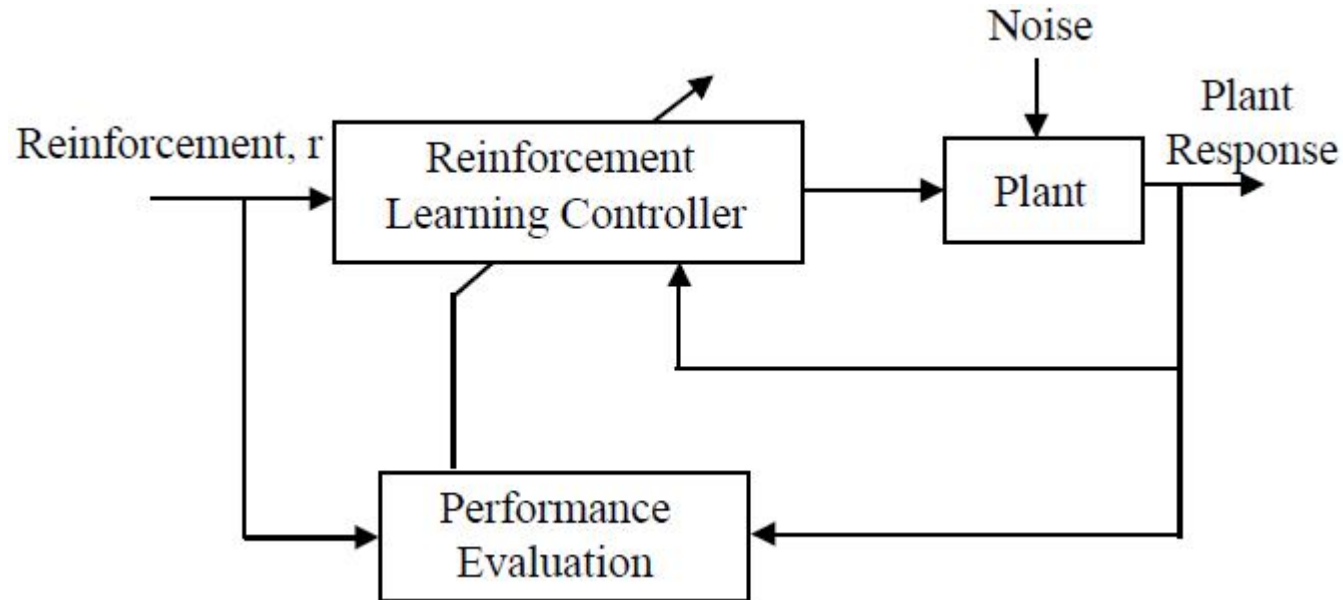 Noise
Plant
Response
Reinforcement, r
Reinforcement
Learning Controller
Plant
Performance
Evaluation